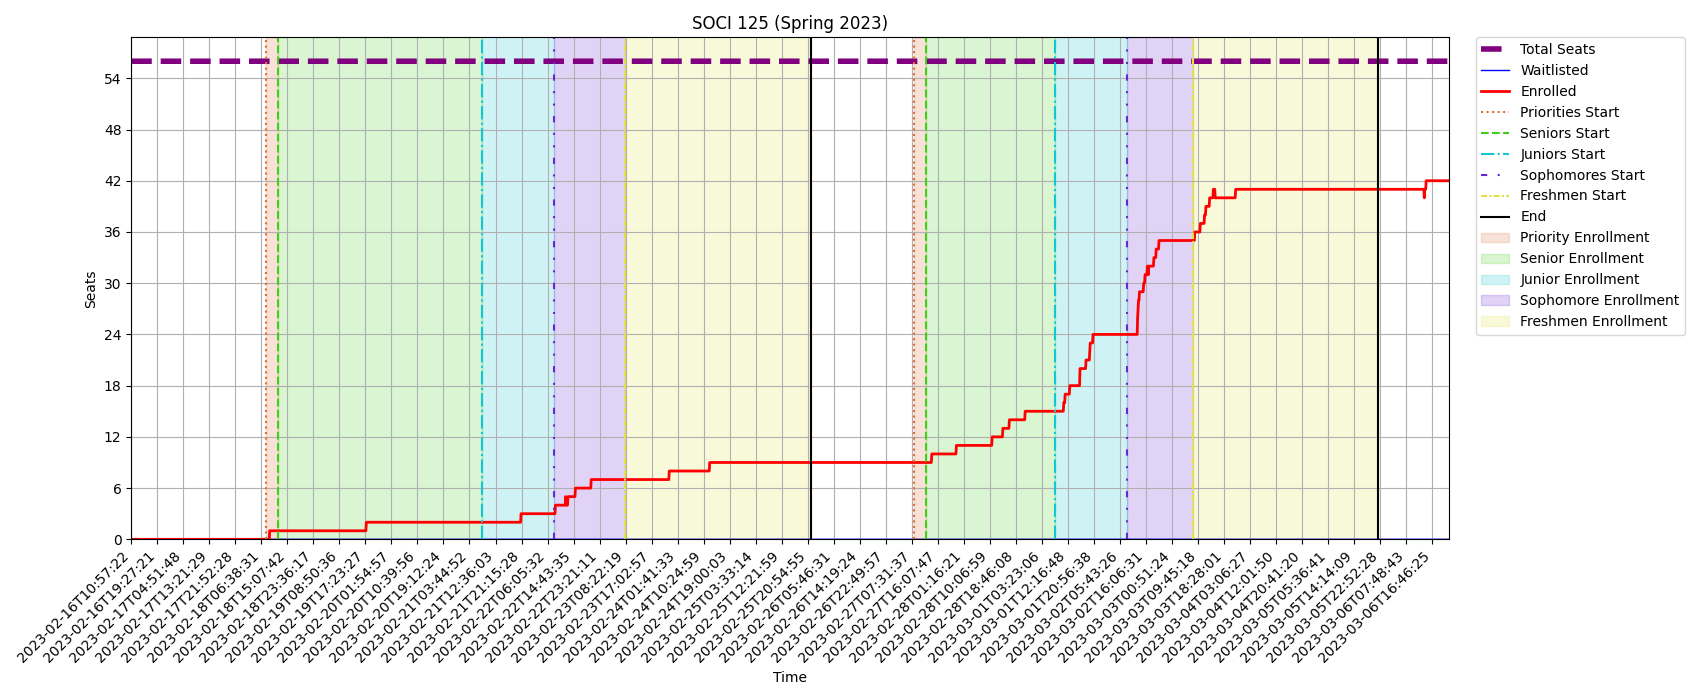 SOCI 125 (Spring 2023)
Seats
54
48
42
36
30
24
18
12
6
0
2023-02-16T10:57:22
2023-02-16T19:27:21
2023-02-17T04:51:48
2023-02-17T13:21:29
2023-02-17T21:52:28
2023-02-18T06:38:31
2023-02-18T15:07:42
2023-02-18T23:36:17
2023-02-19T08:50:36
2023-02-19T17:23:27
2023-02-20T01:54:57
2023-02-20T10:39:56
2023-02-20T19:12:24
2023-02-21T03:44:52
2023-02-21T12:36:03
2023-02-21T21:15:28
2023-02-22T06:05:32
2023-02-22T14:43:35
2023-02-22T23:21:11
2023-02-23T08:22:19
2023-02-23T17:02:57
2023-02-24T01:41:33
2023-02-24T10:24:59
2023-02-24T19:00:03
2023-02-25T03:33:14
2023-02-25T12:21:59
2023-02-25T20:54:55
2023-02-26T05:46:31
2023-02-26T14:19:24
2023-02-26T22:49:57
2023-02-27T07:31:37
2023-02-27T16:07:47
2023-02-28T01:16:21
2023-02-28T10:06:59
2023-02-28T18:46:08
2023-03-01T03:23:06
2023-03-01T12:16:48
2023-03-01T20:56:38
2023-03-02T05:43:26
2023-03-02T16:06:31
2023-03-03T00:51:24
2023-03-03T09:45:18
2023-03-03T18:28:01
2023-03-04T03:06:27
2023-03-04T12:01:50
2023-03-04T20:41:20
2023-03-05T05:36:41
2023-03-05T14:14:09
2023-03-05T22:52:28
2023-03-06T07:48:43
2023-03-06T16:46:25
Time
Total Seats
Waitlisted
Enrolled
Priorities Start
Seniors Start
Juniors Start
Sophomores Start
Freshmen Start
End
Priority Enrollment
Senior Enrollment
Junior Enrollment
Sophomore Enrollment
Freshmen Enrollment